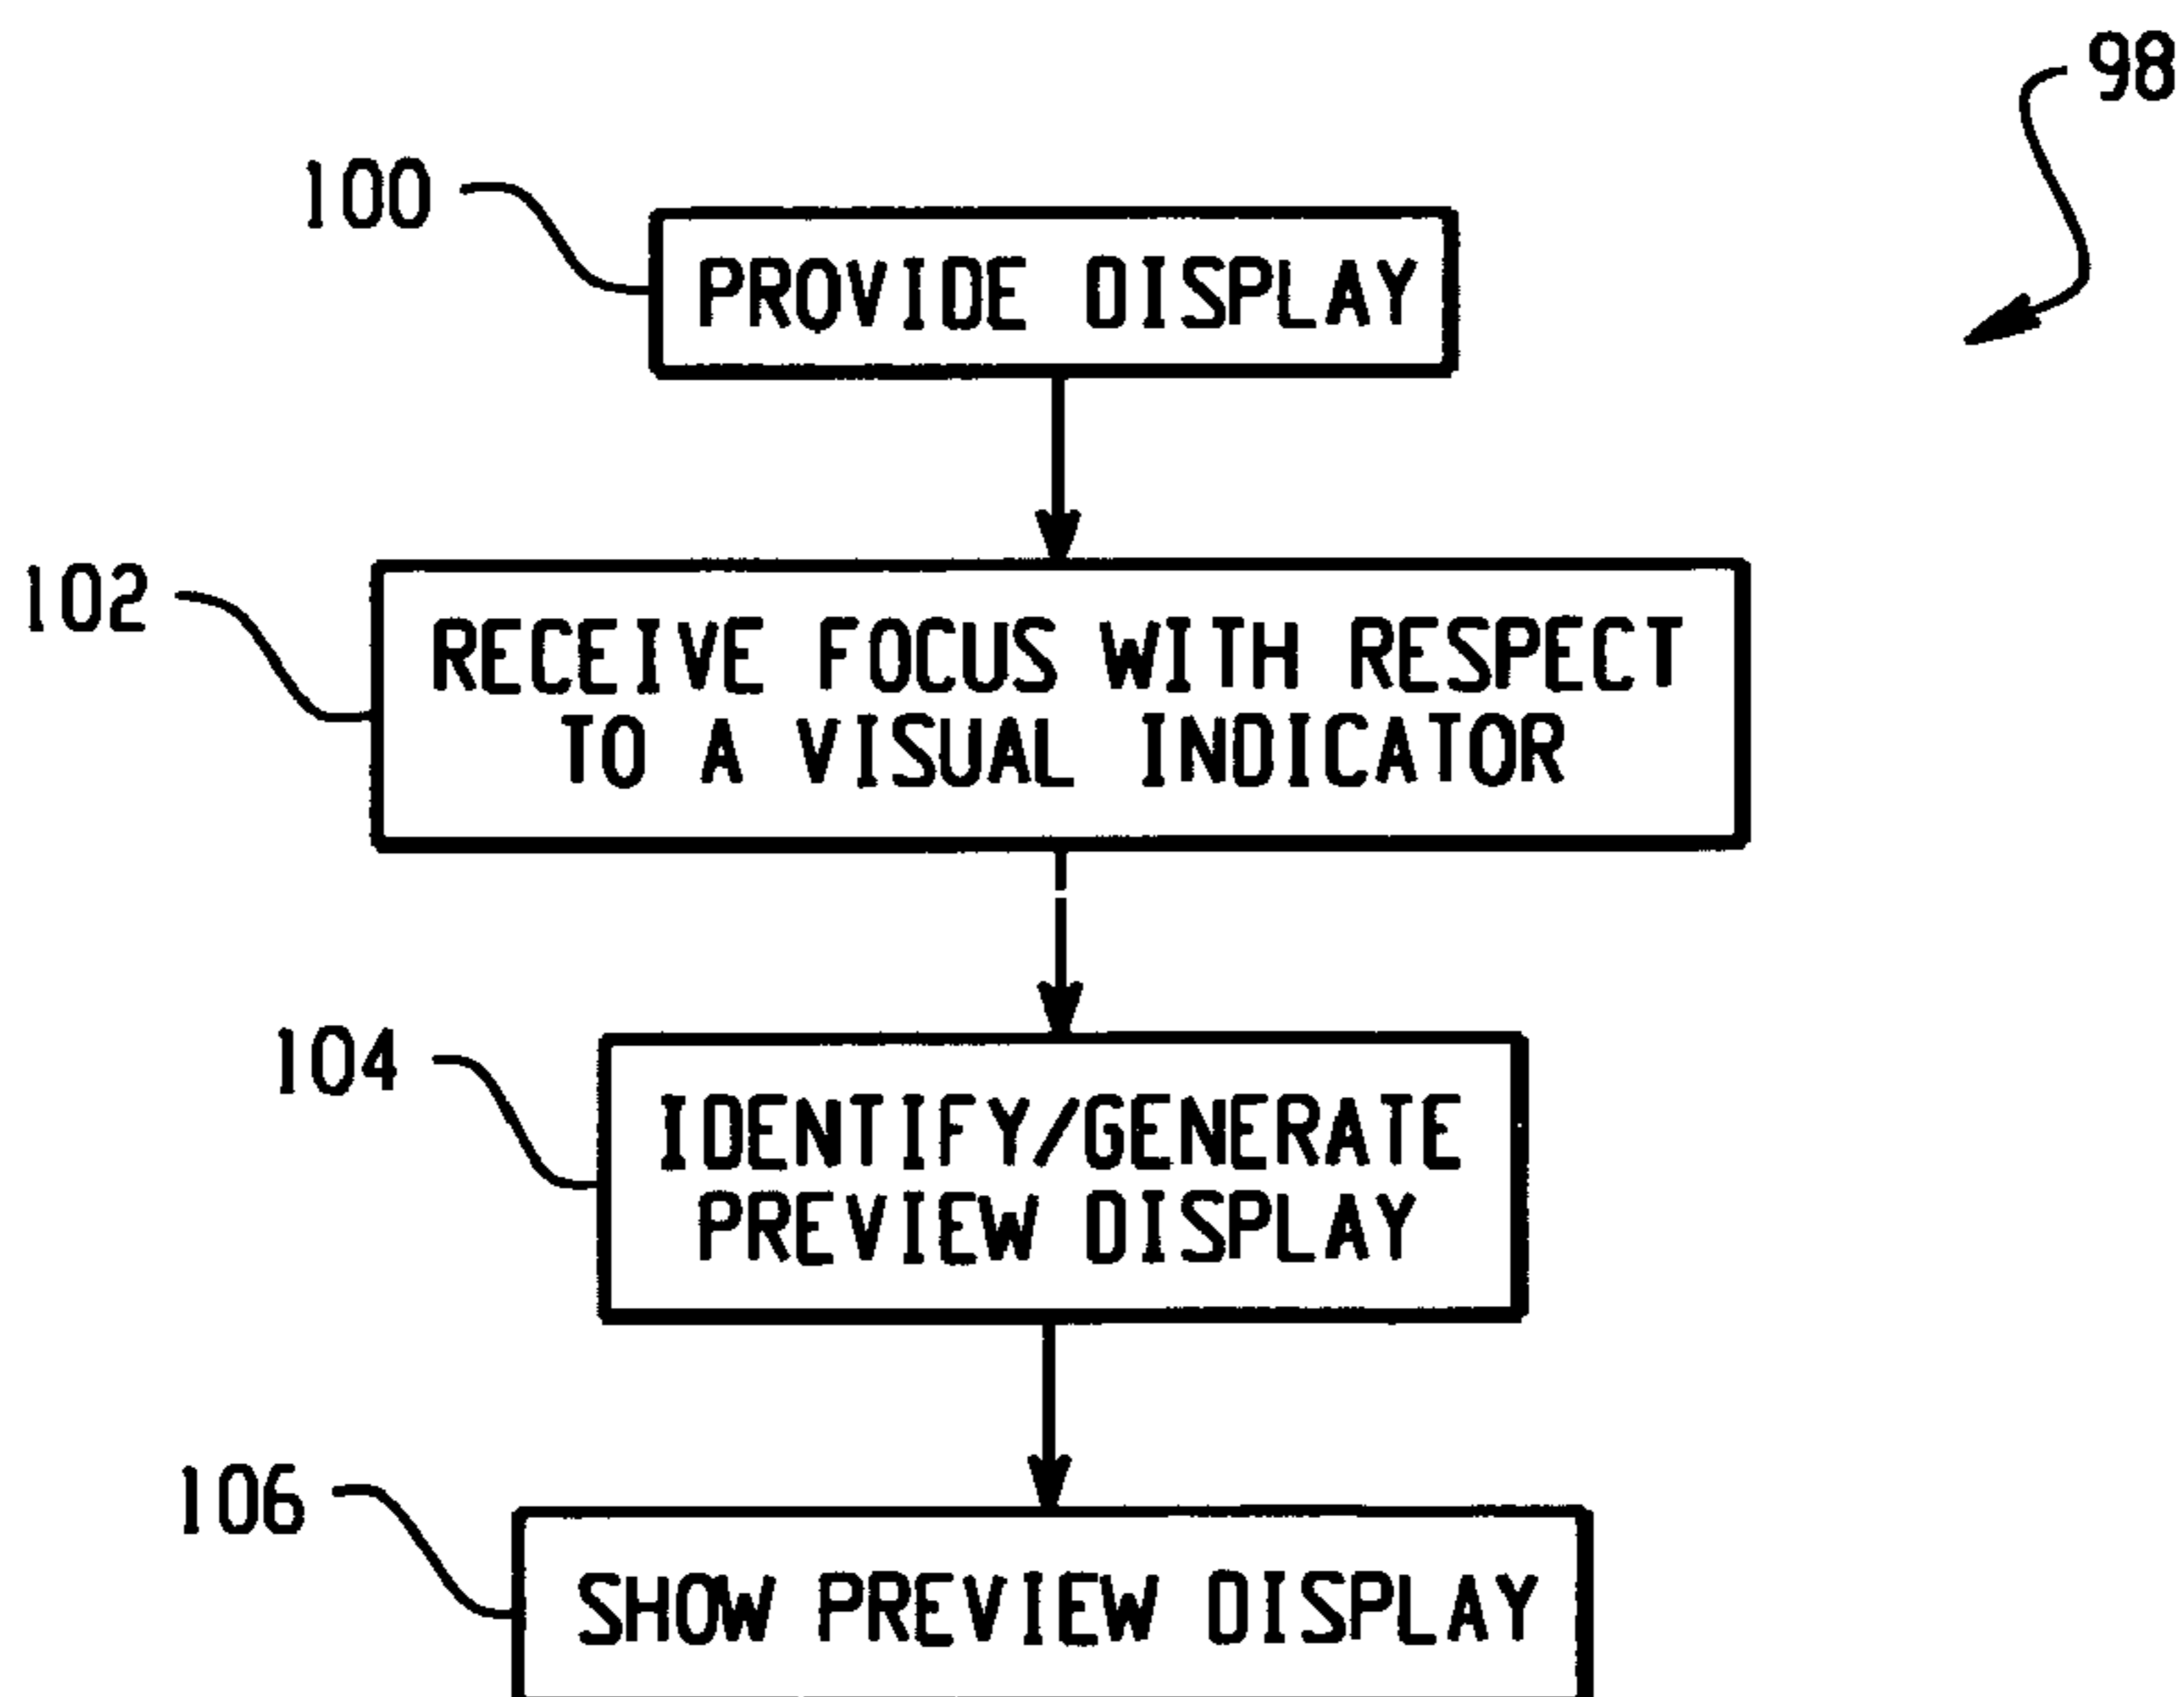 98
100
PROVIDE DISPLAY
102
RECEIVE FOCUS WITH RESPECT
TO A VISUAL INDICATOR
104
IDENTIFY/GENERATE
PREVIEW DISPLAY
106
SHOW PREVIEW DISPLAY